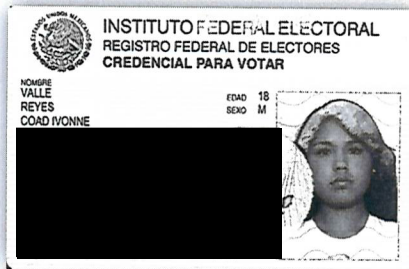 ESTADOS UNIDOS MEXICANOS
INSTITUTO FEDERAL ELECTORAL
REGISTRO FEDERAL DE ELECTORES
CREDENCIAL PARA VOTAR
NOMBRE
VALLE
REYES
COAD IVONNE
EDAD 18
SEXO M